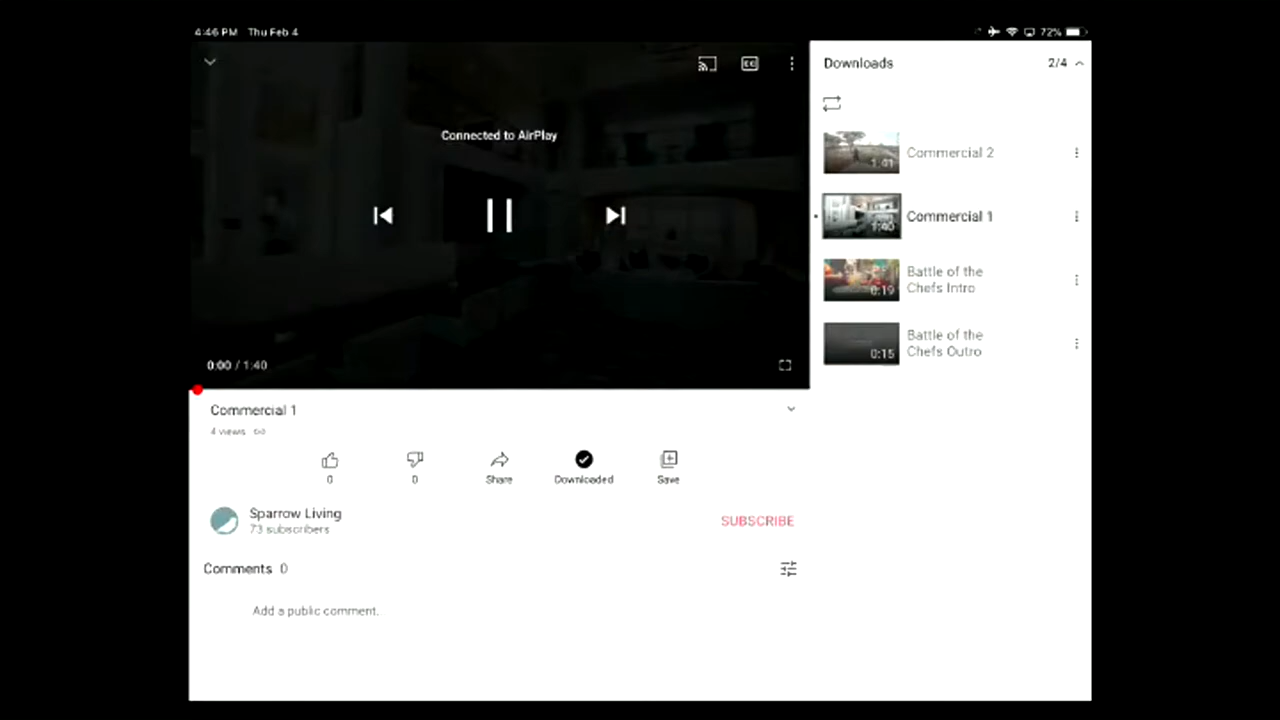 4:46 PM Thu Feb 4
72%
Connected to AirPlay
0:00 / 1:40
Commercial 1
4 views
0
0
Share
Downloaded
Save
Sparrow Living
73 subscribers
SUBSCRIBE
Comments 0
Add a public comment.
Downloads 2/4
1:41
Commercial 2
1:40
Commercial 1
0:19
Battle of the
Chefs Intro
0:15
Battle of the
Chefs Outro